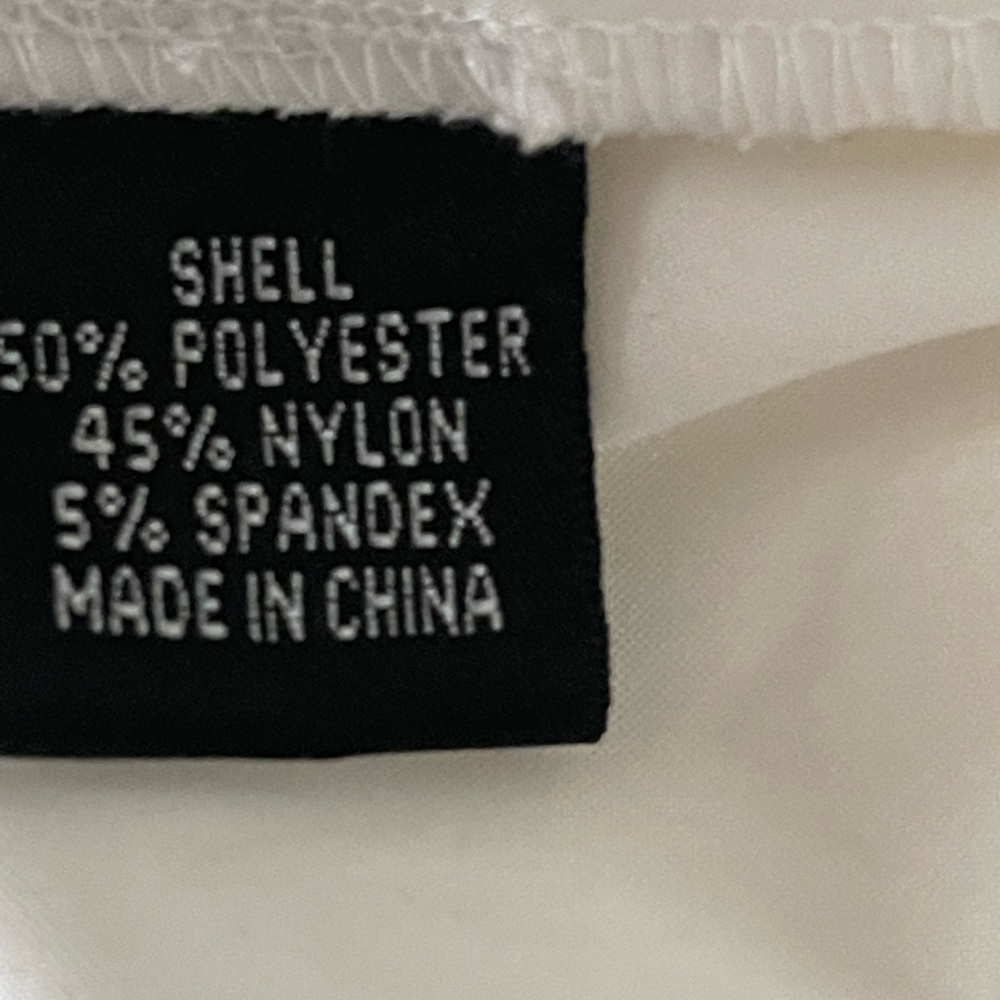 SHELL
50% POLYESTER
45% NYLON
5% SPANDEX
MADE IN CHINA